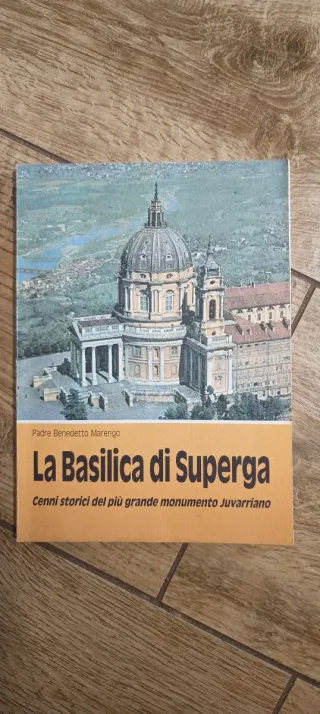 Padre Benedetto Marengo
La Basilica di Superga
Cenni storici del più grande monumento Juvarriano